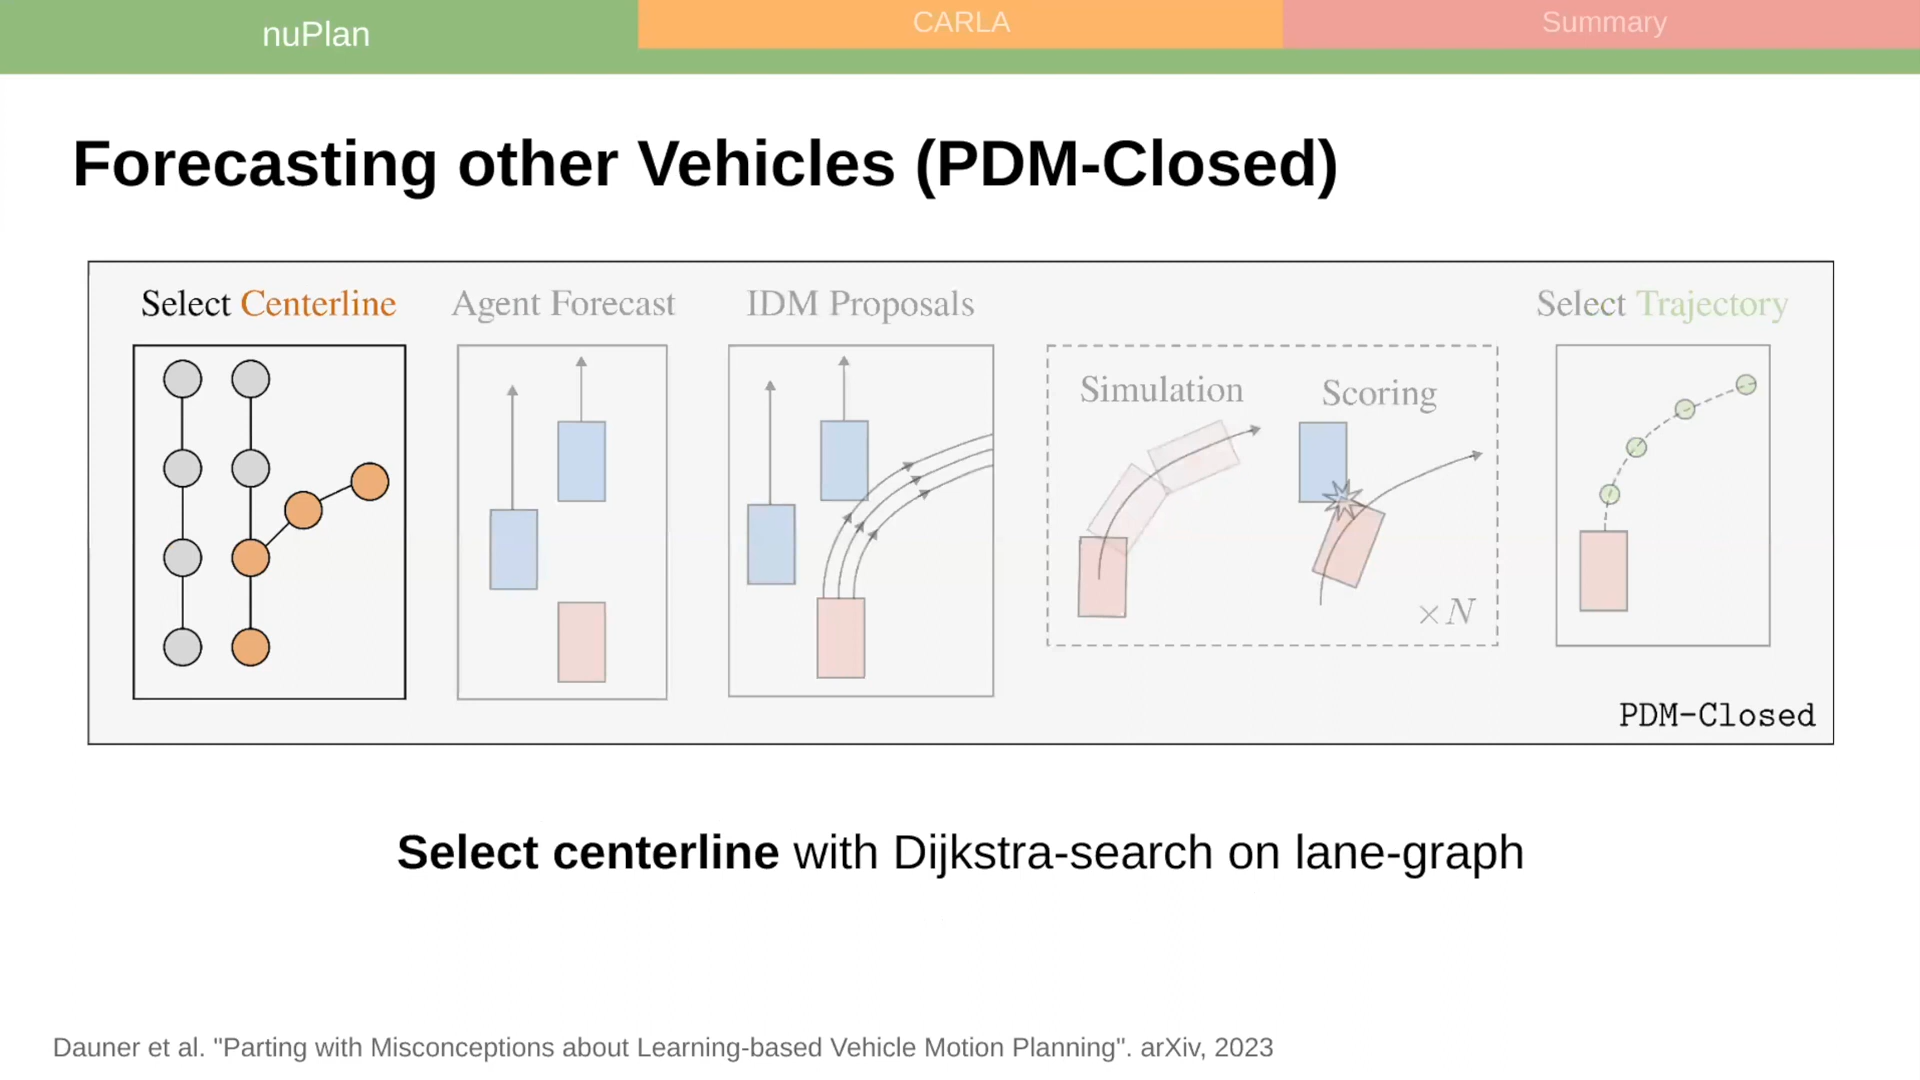 nuPlan
CARLA
Summary
Forecasting other Vehicles (PDM-Closed)
Select Centerline
Agent Forecast
IDM Proposals
Simulation
Scoring
×N
Select Trajectory
PDM-Closed
Select centerline with Dijkstra-search on lane-graph
Dauner et al. "Parting with Misconceptions about Learning-based Vehicle Motion Planning". arXiv, 2023